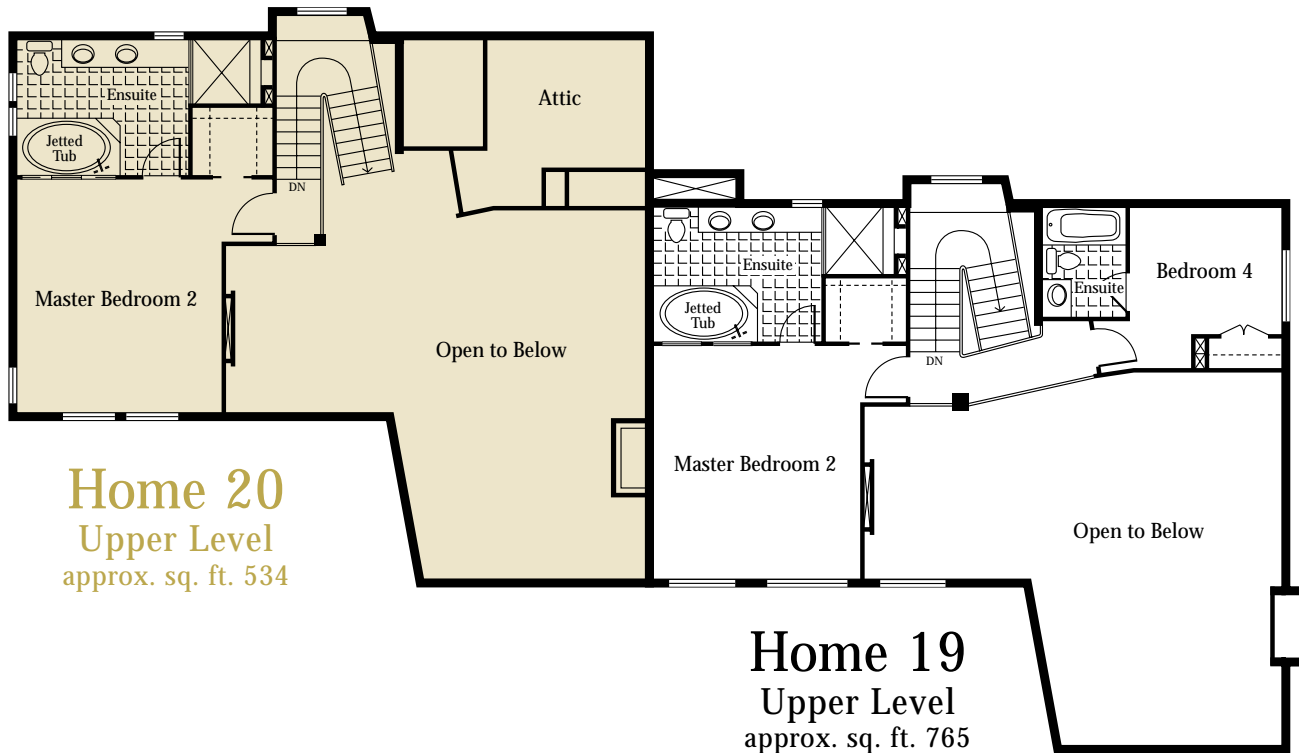 Ensuite
Attic
Jetted
Tub
DN
Master Bedroom 2
Open to Below
Home 20
Upper Level
approx. sq. ft. 534
Ensuite
Bedroom 4
Ensuite
Jetted
Tub
DN
Master Bedroom 2
Open to Below
Home 19
Upper Level
approx. sq. ft. 765